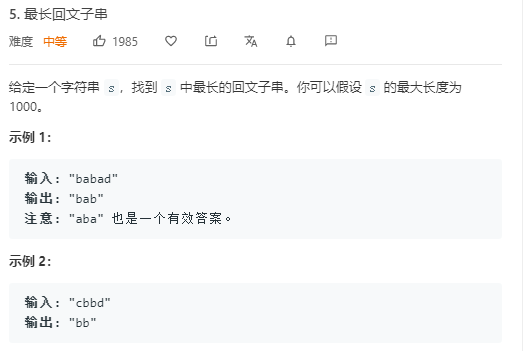 5. 最长回文子串
难度 中等 1985
给定一个字符串 s，找到 s 中最长的回文子串。你可以假设 s 的最大长度为
1000。
示例 1：
输入: "babad"
输出: "bab"
注意: "aba" 也是一个有效答案。
示例 2：
输入: "cbbd"
输出: "bb"